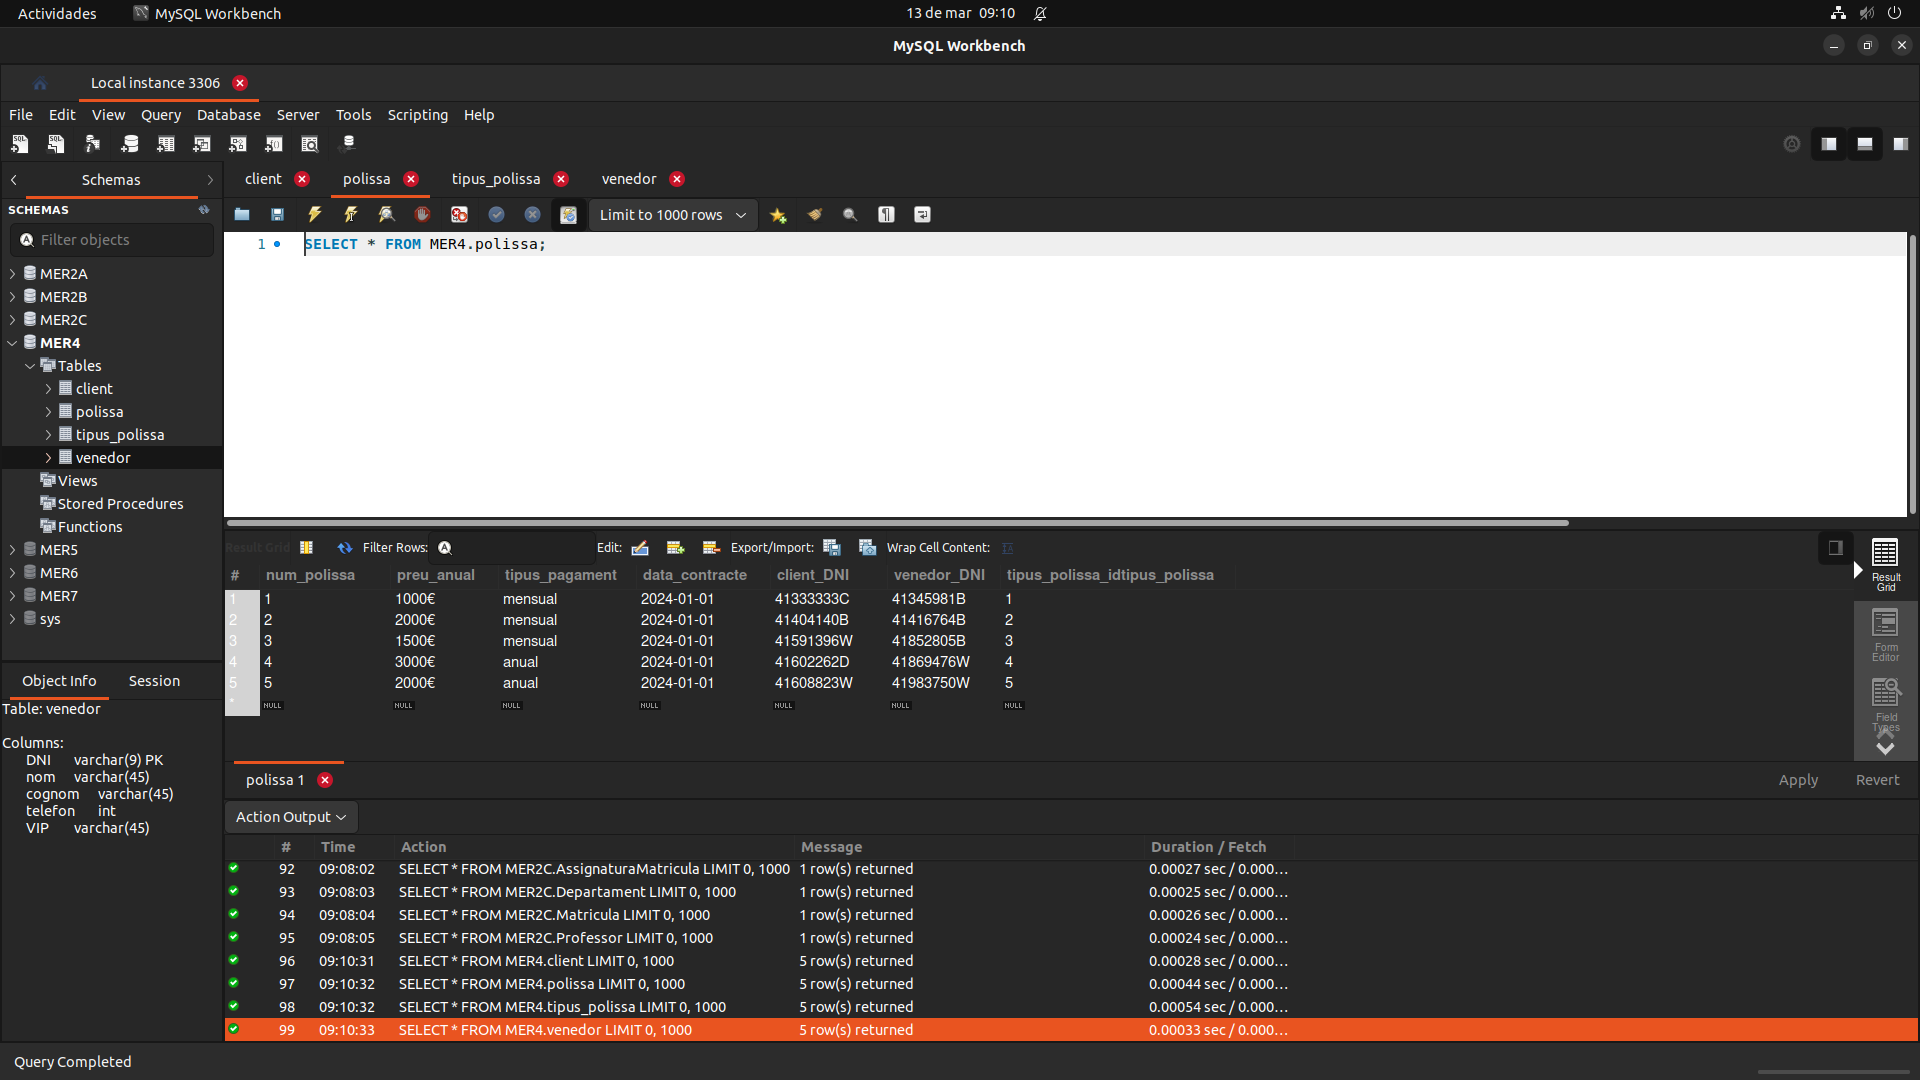 Actividades MySQL Workbench 13 de mar 09:10
MySQL Workbench
Local instance 3306
File Edit View Query Database Server Tools Scripting Help
Schemas
client polissa tipus_polissa venedor
SCHEMAS
Limit to 1000 rows
Filter objects
1 SELECT * FROM MER4.polissa;
MER2A
MER2B
MER2C
MER4
Tables
client
polissa
tipus_polissa
venedor
Views
Stored Procedures
Functions
MER5
MER6
MER7
sys
Result Grid Filter Rows: Edit: Export/Import: Wrap Cell Content:
# num_polissa preu_anual tipus_pagament data_contracte client_DNI venedor_DNI tipus_polissa_idtipus_polissa
1 1 1000€ mensual 2024-01-01 41333333C 41345981B 1
2 2 2000€ mensual 2024-01-01 41404140B 41416764B 2
3 3 1500€ mensual 2024-01-01 41591396W 41852805B 3
4 4 3000€ anual 2024-01-01 41602262D 41869476W 4
5 5 2000€ anual 2024-01-01 41608823W 41983750W 5
* NULL NULL NULL NULL NULL NULL NULL
Result
Grid
Form
Editor
Field
Types
Object Info Session
Table: venedor
Columns:
DNI varchar(9) PK
nom varchar(45)
cognom varchar(45)
telefon int
VIP varchar(45)
polissa 1 Apply Revert
Action Output
# Time Action Message Duration / Fetch
92 09:08:02 SELECT * FROM MER2C.AssignaturaMatricula LIMIT 0, 1000 1 row(s) returned 0.00027 sec / 0.000...
93 09:08:03 SELECT * FROM MER2C.Departament LIMIT 0, 1000 1 row(s) returned 0.00025 sec / 0.000...
94 09:08:04 SELECT * FROM MER2C.Matricula LIMIT 0, 1000 1 row(s) returned 0.00026 sec / 0.000...
95 09:08:05 SELECT * FROM MER2C.Professor LIMIT 0, 1000 1 row(s) returned 0.00024 sec / 0.000...
96 09:10:31 SELECT * FROM MER4.client LIMIT 0, 1000 5 row(s) returned 0.00028 sec / 0.000...
97 09:10:32 SELECT * FROM MER4.polissa LIMIT 0, 1000 5 row(s) returned 0.00044 sec / 0.000...
98 09:10:32 SELECT * FROM MER4.tipus_polissa LIMIT 0, 1000 5 row(s) returned 0.00054 sec / 0.000...
99 09:10:33 SELECT * FROM MER4.venedor LIMIT 0, 1000 5 row(s) returned 0.00033 sec / 0.000...
Query Completed